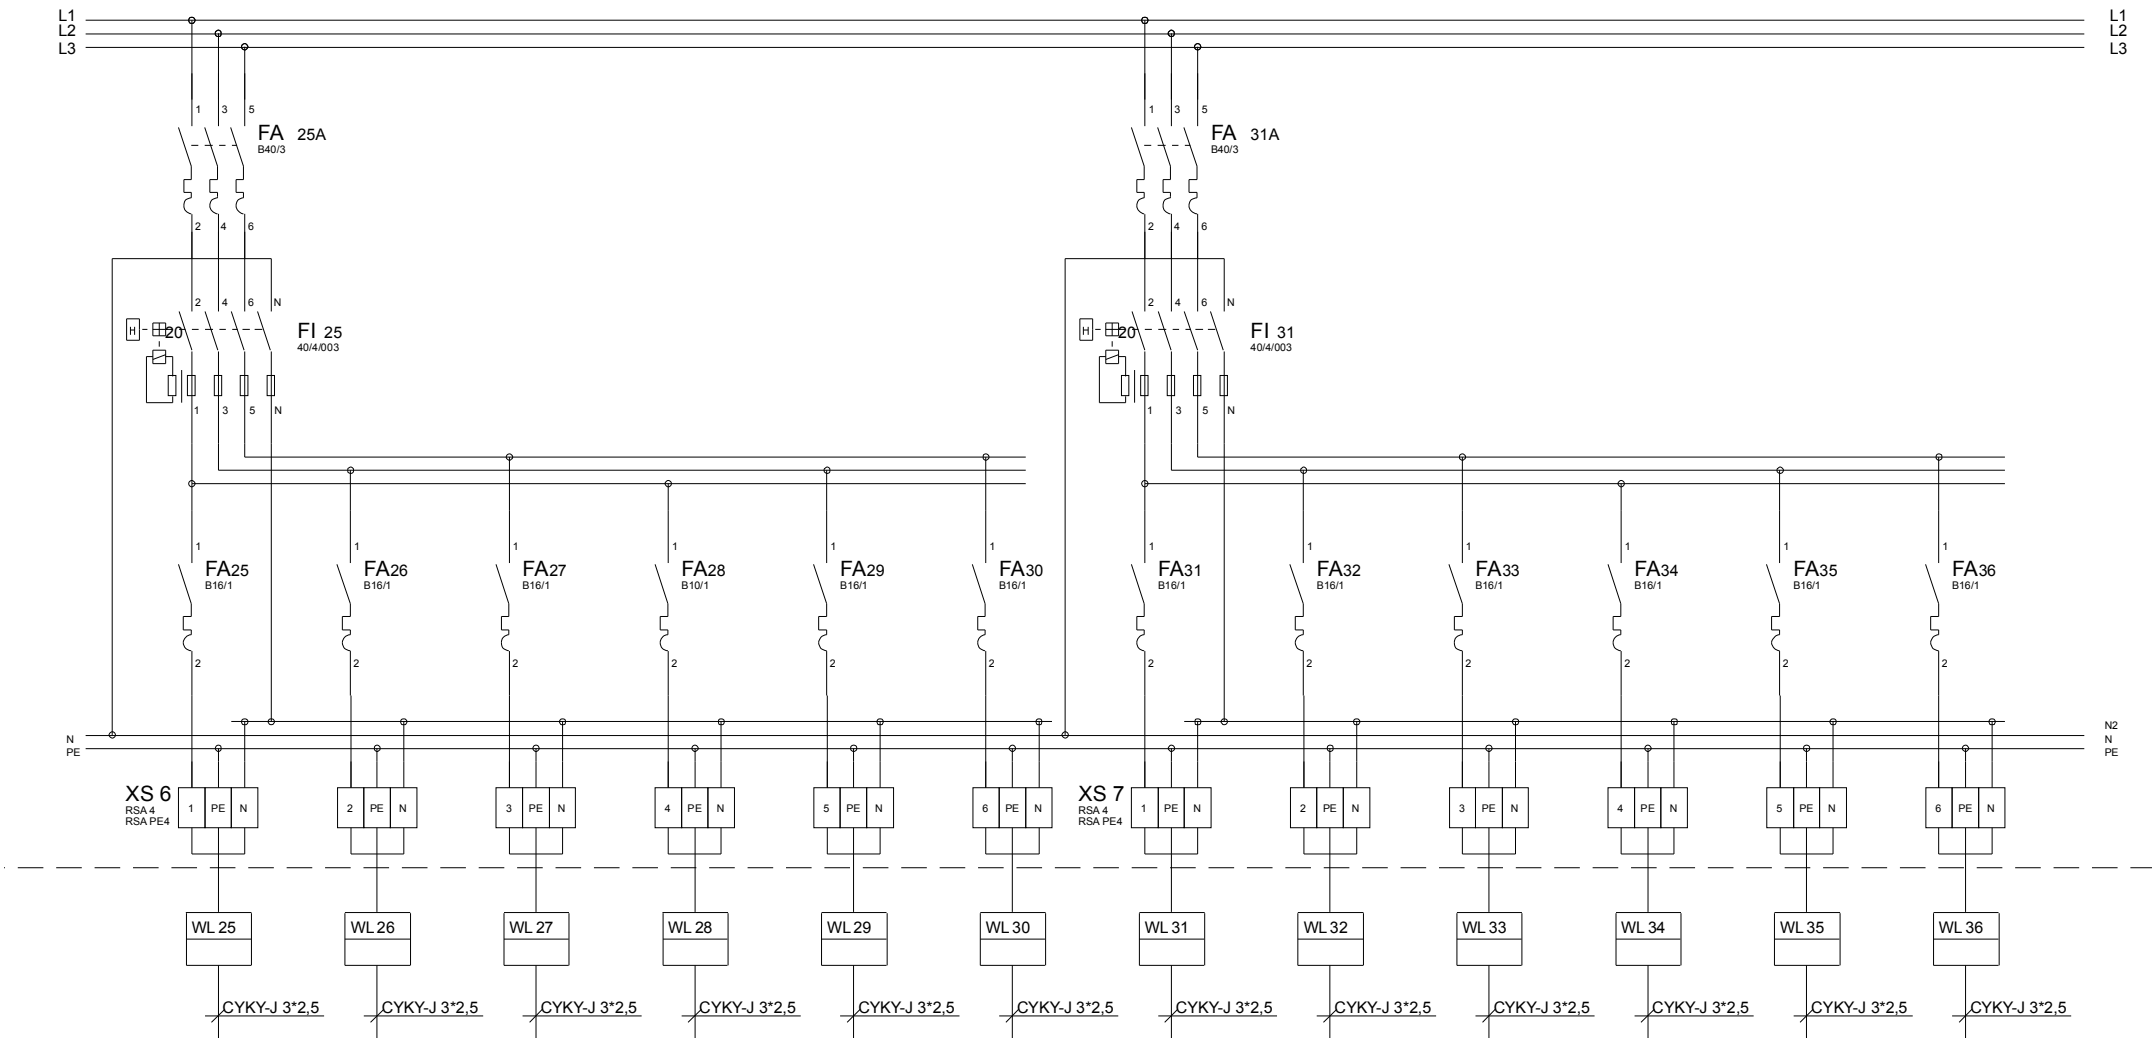 L1 L1
L2 L2
L3 L3
1 3 5 1 3 5
FA 25A FA 31A
B40/3 B40/3
2 4 6 2 4 6
2 4 6 N 2 4 6 N
H 20 FI 25 H 20 FI 31
40/4/003 40/4/003
1 3 5 N 1 3 5 N
1 1 1 1 1 1 1 1 1 1 1 1
FA25 FA26 FA27 FA28 FA29 FA30 FA31 FA32 FA33 FA34 FA35 FA36
B16/1 B16/1 B16/1 B10/1 B16/1 B16/1 B16/1 B16/1 B16/1 B16/1 B16/1 B16/1
2 2 2 2 2 2 2 2 2 2 2 2
N2
N N
PE PE
XS 6 XS 7
RSA 4 1 PE N 2 PE N 3 PE N 4 PE N 5 PE N 6 PE N RSA 4 1 PE N 2 PE N 3 PE N 4 PE N 5 PE N 6 PE N
RSA PE4 RSA PE4
WL 25 WL 26 WL 27 WL 28 WL 29 WL 30 WL 31 WL 32 WL 33 WL 34 WL 35 WL 36
CYKY-J 3*2,5 CYKY-J 3*2,5 CYKY-J 3*2,5 CYKY-J 3*2,5 CYKY-J 3*2,5 CYKY-J 3*2,5 CYKY-J 3*2,5 CYKY-J 3*2,5 CYKY-J 3*2,5 CYKY-J 3*2,5 CYKY-J 3*2,5 CYKY-J 3*2,5